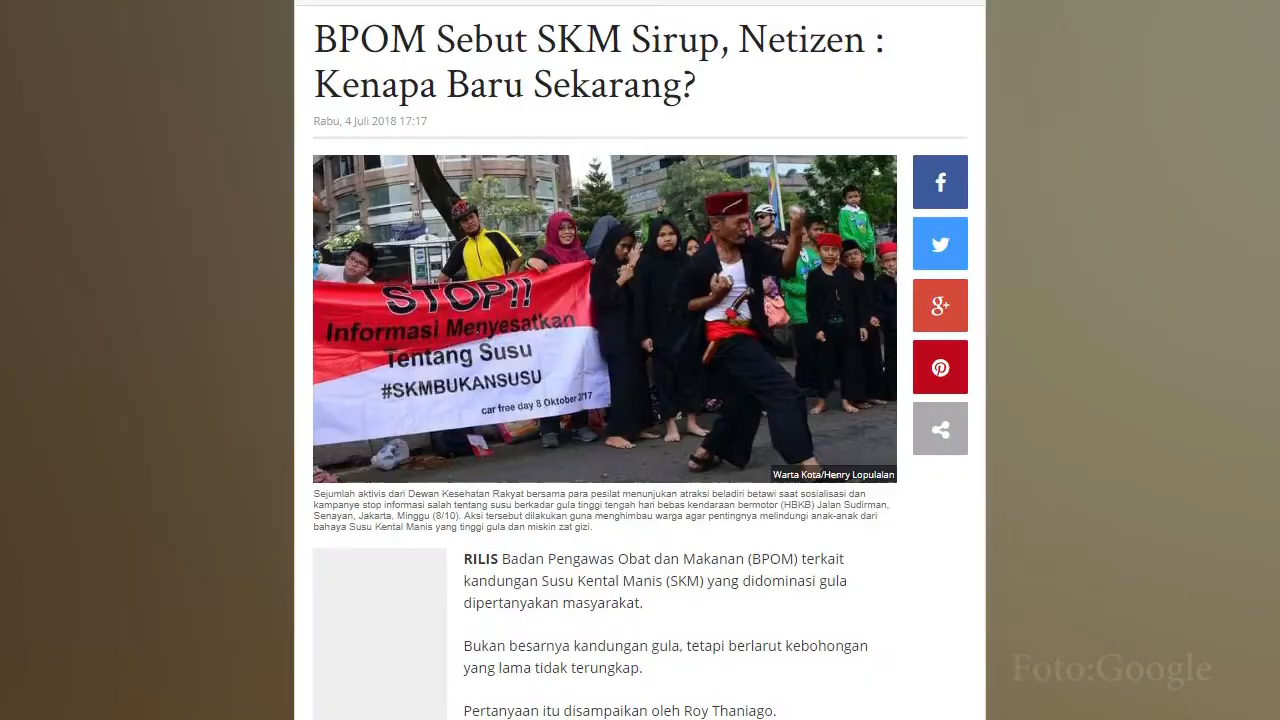 BPOM Sebut SKM Sirup, Netizen :
Kenapa Baru Sekarang?
Rabu, 4 Juli 2018 17:17
STOP!!
Informasi Menyesatkan
Tentang Susu
#SKMBUKANSUSU
car free day 8 Oktober 2017
Warta Kota/Henry Lopulalan
Sejumlah aktivis dari Dewan Kesehatan Rakyat bersama para pesilat menunjukan atraksi beladiri betawi saat sosialisasi dan
kampanye stop informasi salah tentang susu berkadar gula tinggi tengah hari bebas kendaraan bermotor (HBKB) Jalan Sudirman,
Senayan, Jakarta, Minggu (8/10). Aksi tersebut dilakukan guna menghimbau warga agar pentingnya melindungi anak-anak dari
bahaya Susu Kental Manis yang tinggi gula dan miskin zat gizi.
RILIS Badan Pengawas Obat dan Makanan (BPOM) terkait
kandungan Susu Kental Manis (SKM) yang didominasi gula
dipertanyakan masyarakat.
Bukan besarnya kandungan gula, tetapi berlarut kebohongan
yang lama tidak terungkap.
Pertanyaan itu disampaikan oleh Roy Thaniago.
Foto:Google